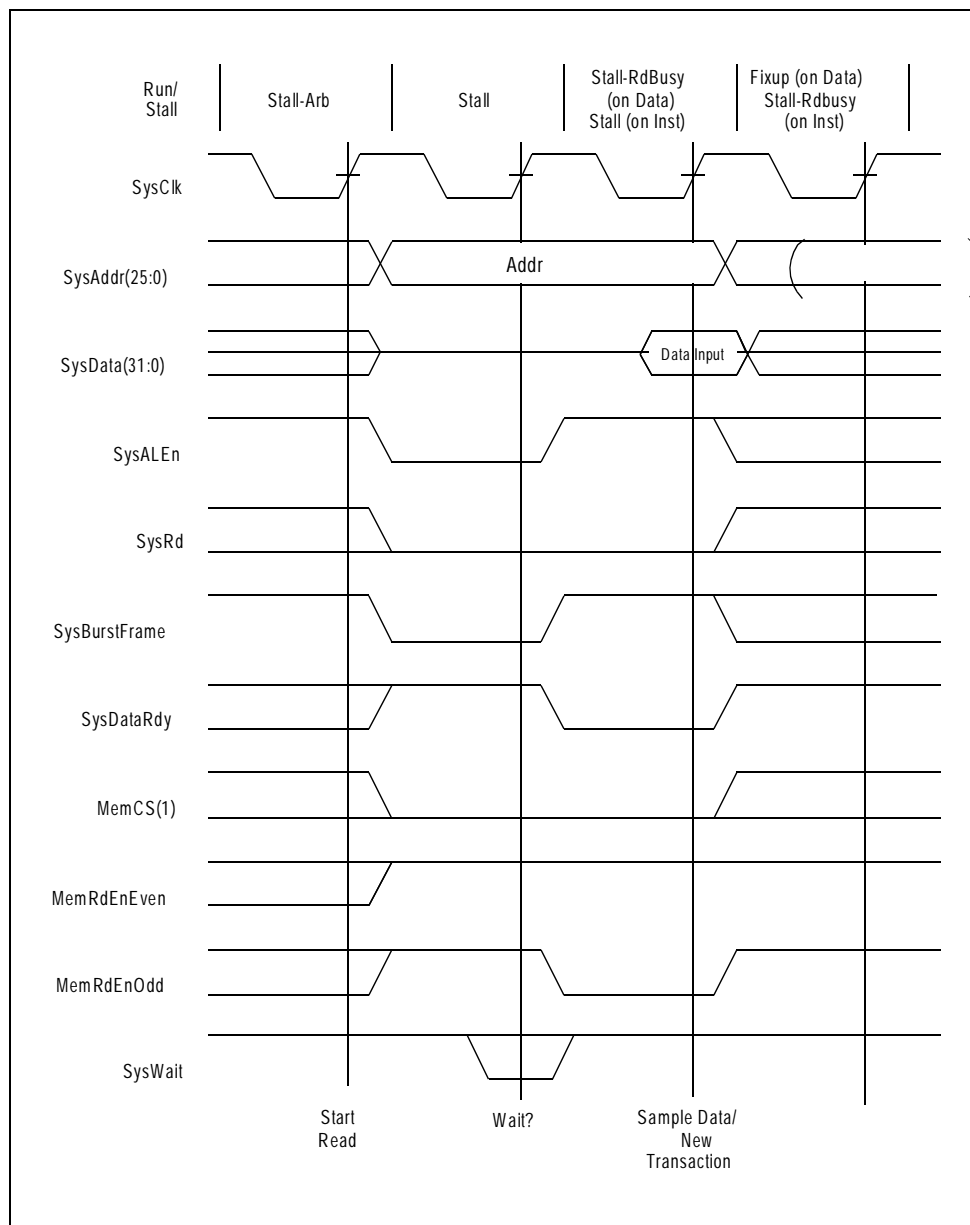 Run/
Stall
Stall-Arb
Stall
Stall-RdBusy
(on Data)
Stall (on Inst)
Fixup (on Data)
Stall-Rdbusy
(on Inst)
SysClk
SysAddr(25:0)
Addr
SysData(31:0)
Data Input
SysALEn
SysRd
SysBurstFrame
SysDataRdy
MemCS(1)
MemRdEnEven
MemRdEnOdd
SysWait
Start
Read
Wait?
Sample Data/
New
Transaction